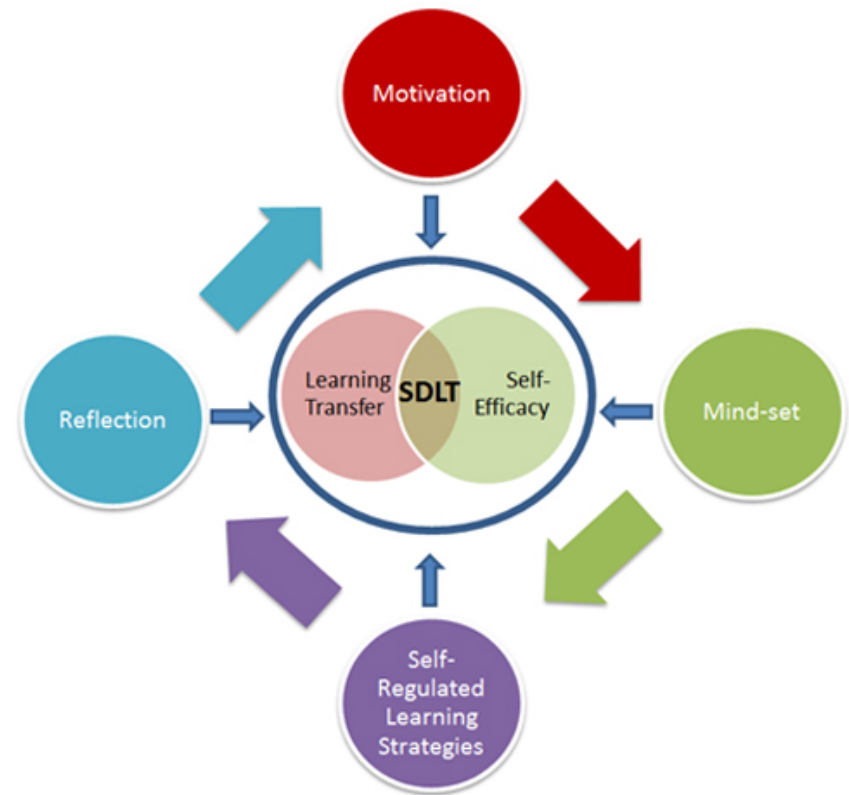 Motivation
Learning
Transfer
SDLT
Self-
Efficacy
Reflection
Mind-set
Self-
Regulated
Learning
Strategies